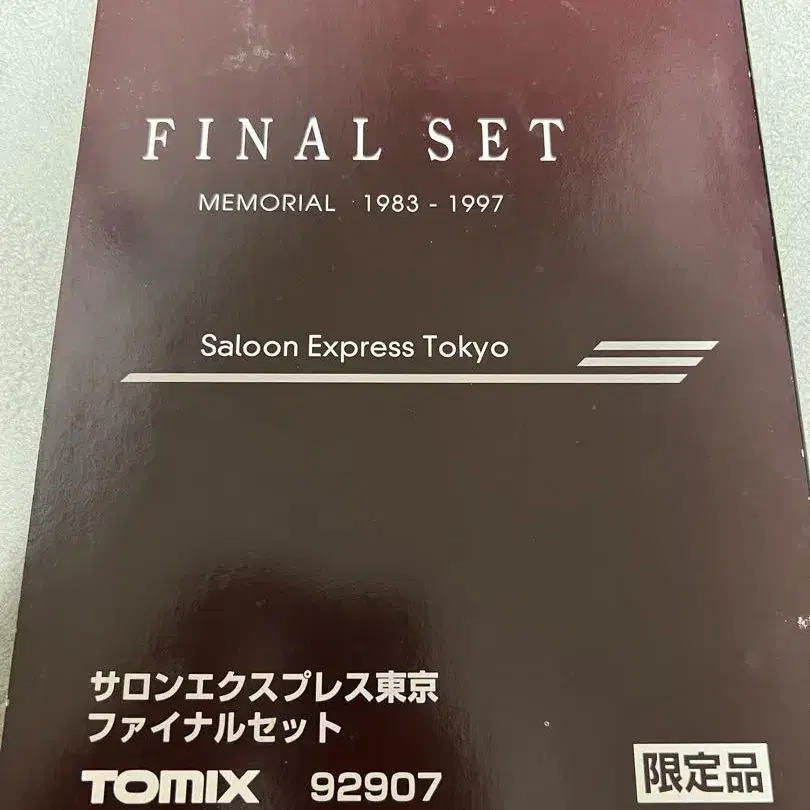 FINAL SET
MEMORIAL 1983 - 1997
Saloon Express Tokyo
サロンエクスプレス東京
ファイナルセット
TOMIX 92907
限定品